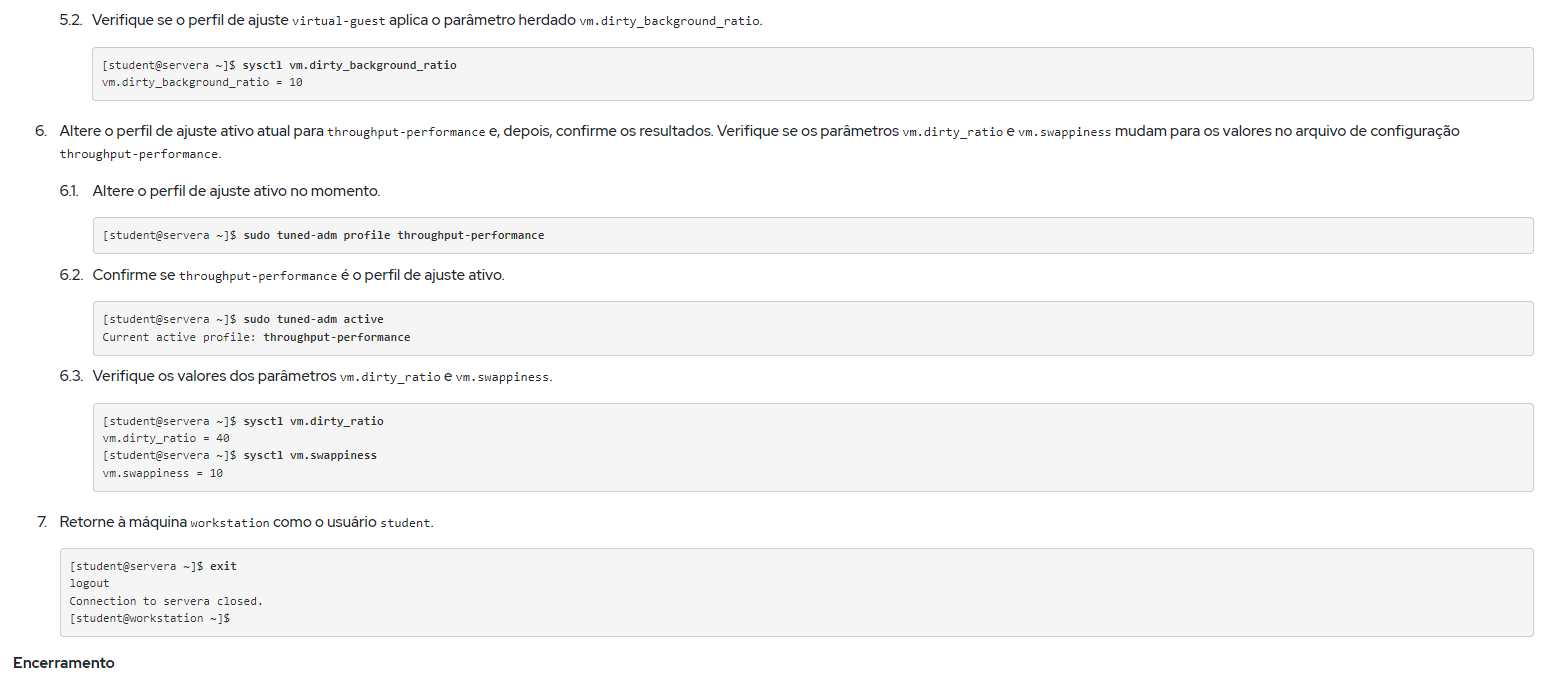 5.2. Verifique se o perfil de ajuste virtual-guest aplica o parâmetro herdado vm.dirty_background_ratio.
[student@servera ~]$ sysctl vm.dirty_background_ratio
vm.dirty_background_ratio = 10
6. Altere o perfil de ajuste ativo atual para throughput-performance e, depois, confirme os resultados. Verifique se os parâmetros vm.dirty_ratio e vm.swappiness mudam para os valores no arquivo de configuração
throughput-performance.
6.1. Altere o perfil de ajuste ativo no momento.
[student@servera ~]$ sudo tuned-adm profile throughput-performance
6.2. Confirme se throughput-performance é o perfil de ajuste ativo.
[student@servera ~]$ sudo tuned-adm active
Current active profile: throughput-performance
6.3. Verifique os valores dos parâmetros vm.dirty_ratio e vm.swappiness.
[student@servera ~]$ sysctl vm.dirty_ratio
vm.dirty_ratio = 40
[student@servera ~]$ sysctl vm.swappiness
vm.swappiness = 10
7. Retorne à máquina workstation como o usuário student.
[student@servera ~]$ exit
logout
Connection to servera closed.
[student@workstation ~]$
Encerramento